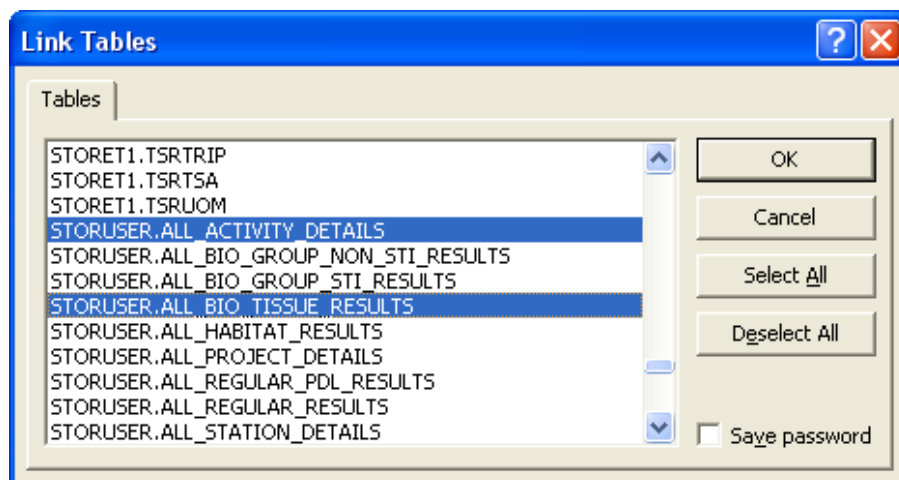 Link Tables
Tables
STORET1.TSRTRIP
STORET1.TSRTSA
STORET1.TSRUOM
STORUSER.ALL_ACTIVITY_DETAILS
STORUSER.ALL_BIO_GROUP_NON_STI_RESULTS
STORUSER.ALL_BIO_GROUP_STI_RESULTS
STORUSER.ALL_BIO_TISSUE_RESULTS
STORUSER.ALL_HABITAT_RESULTS
STORUSER.ALL_PROJECT_DETAILS
STORUSER.ALL_REGULAR_PDL_RESULTS
STORUSER.ALL_REGULAR_RESULTS
STORUSER.ALL_STATION_DETAILS
OK
Cancel
Select All
Deselect All
Save password